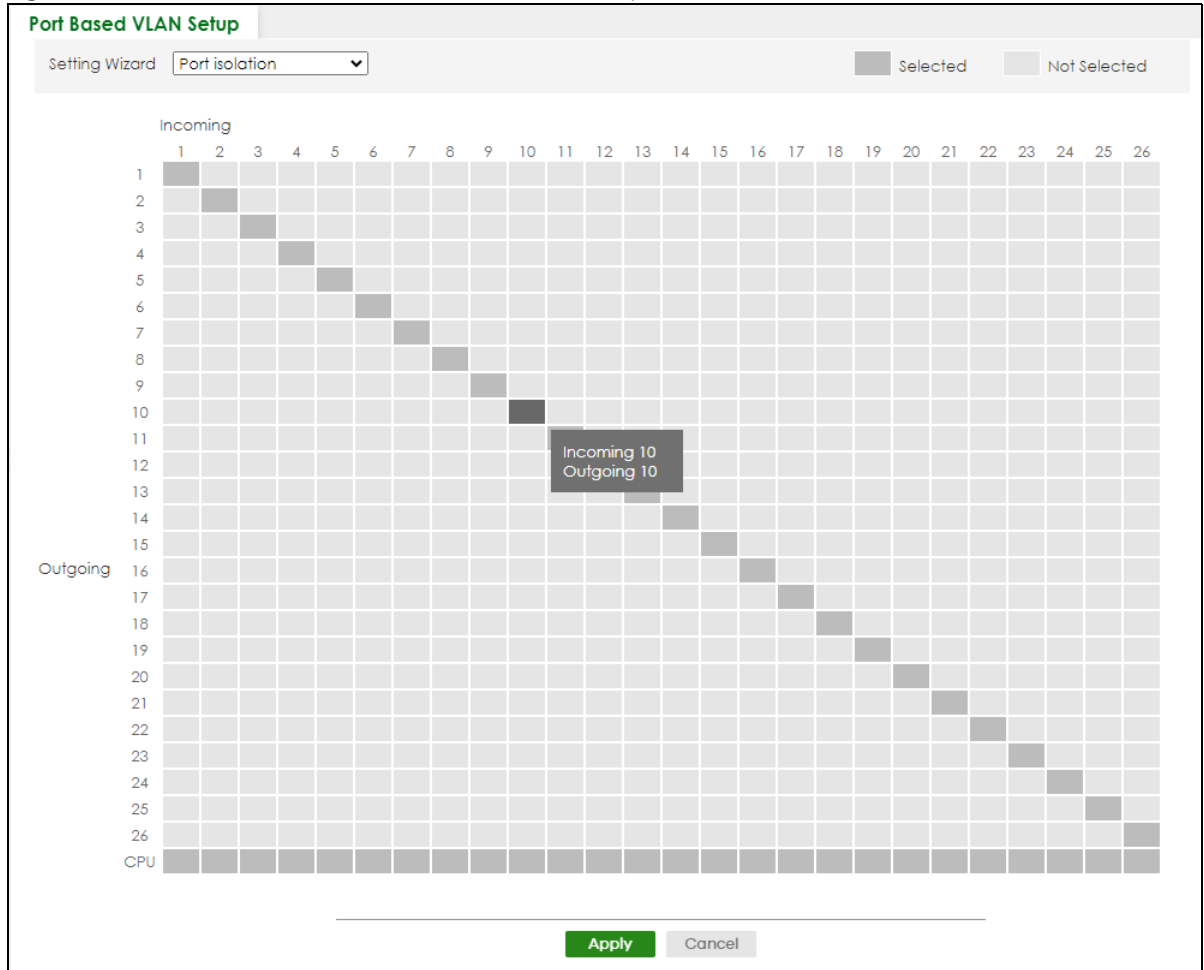 Port Based VLAN Setup
Setting Wizard Port isolation Selected Not Selected
Incoming
1 2 3 4 5 6 7 8 9 10 11 12 13 14 15 16 17 18 19 20 21 22 23 24 25 26
1
2
3
4
5
6
7
8
9
10
11
Incoming 10
12
Outgoing 10
13
14
15
Outgoing 16
17
18
19
20
21
22
23
24
25
26
CPU
Apply Cancel